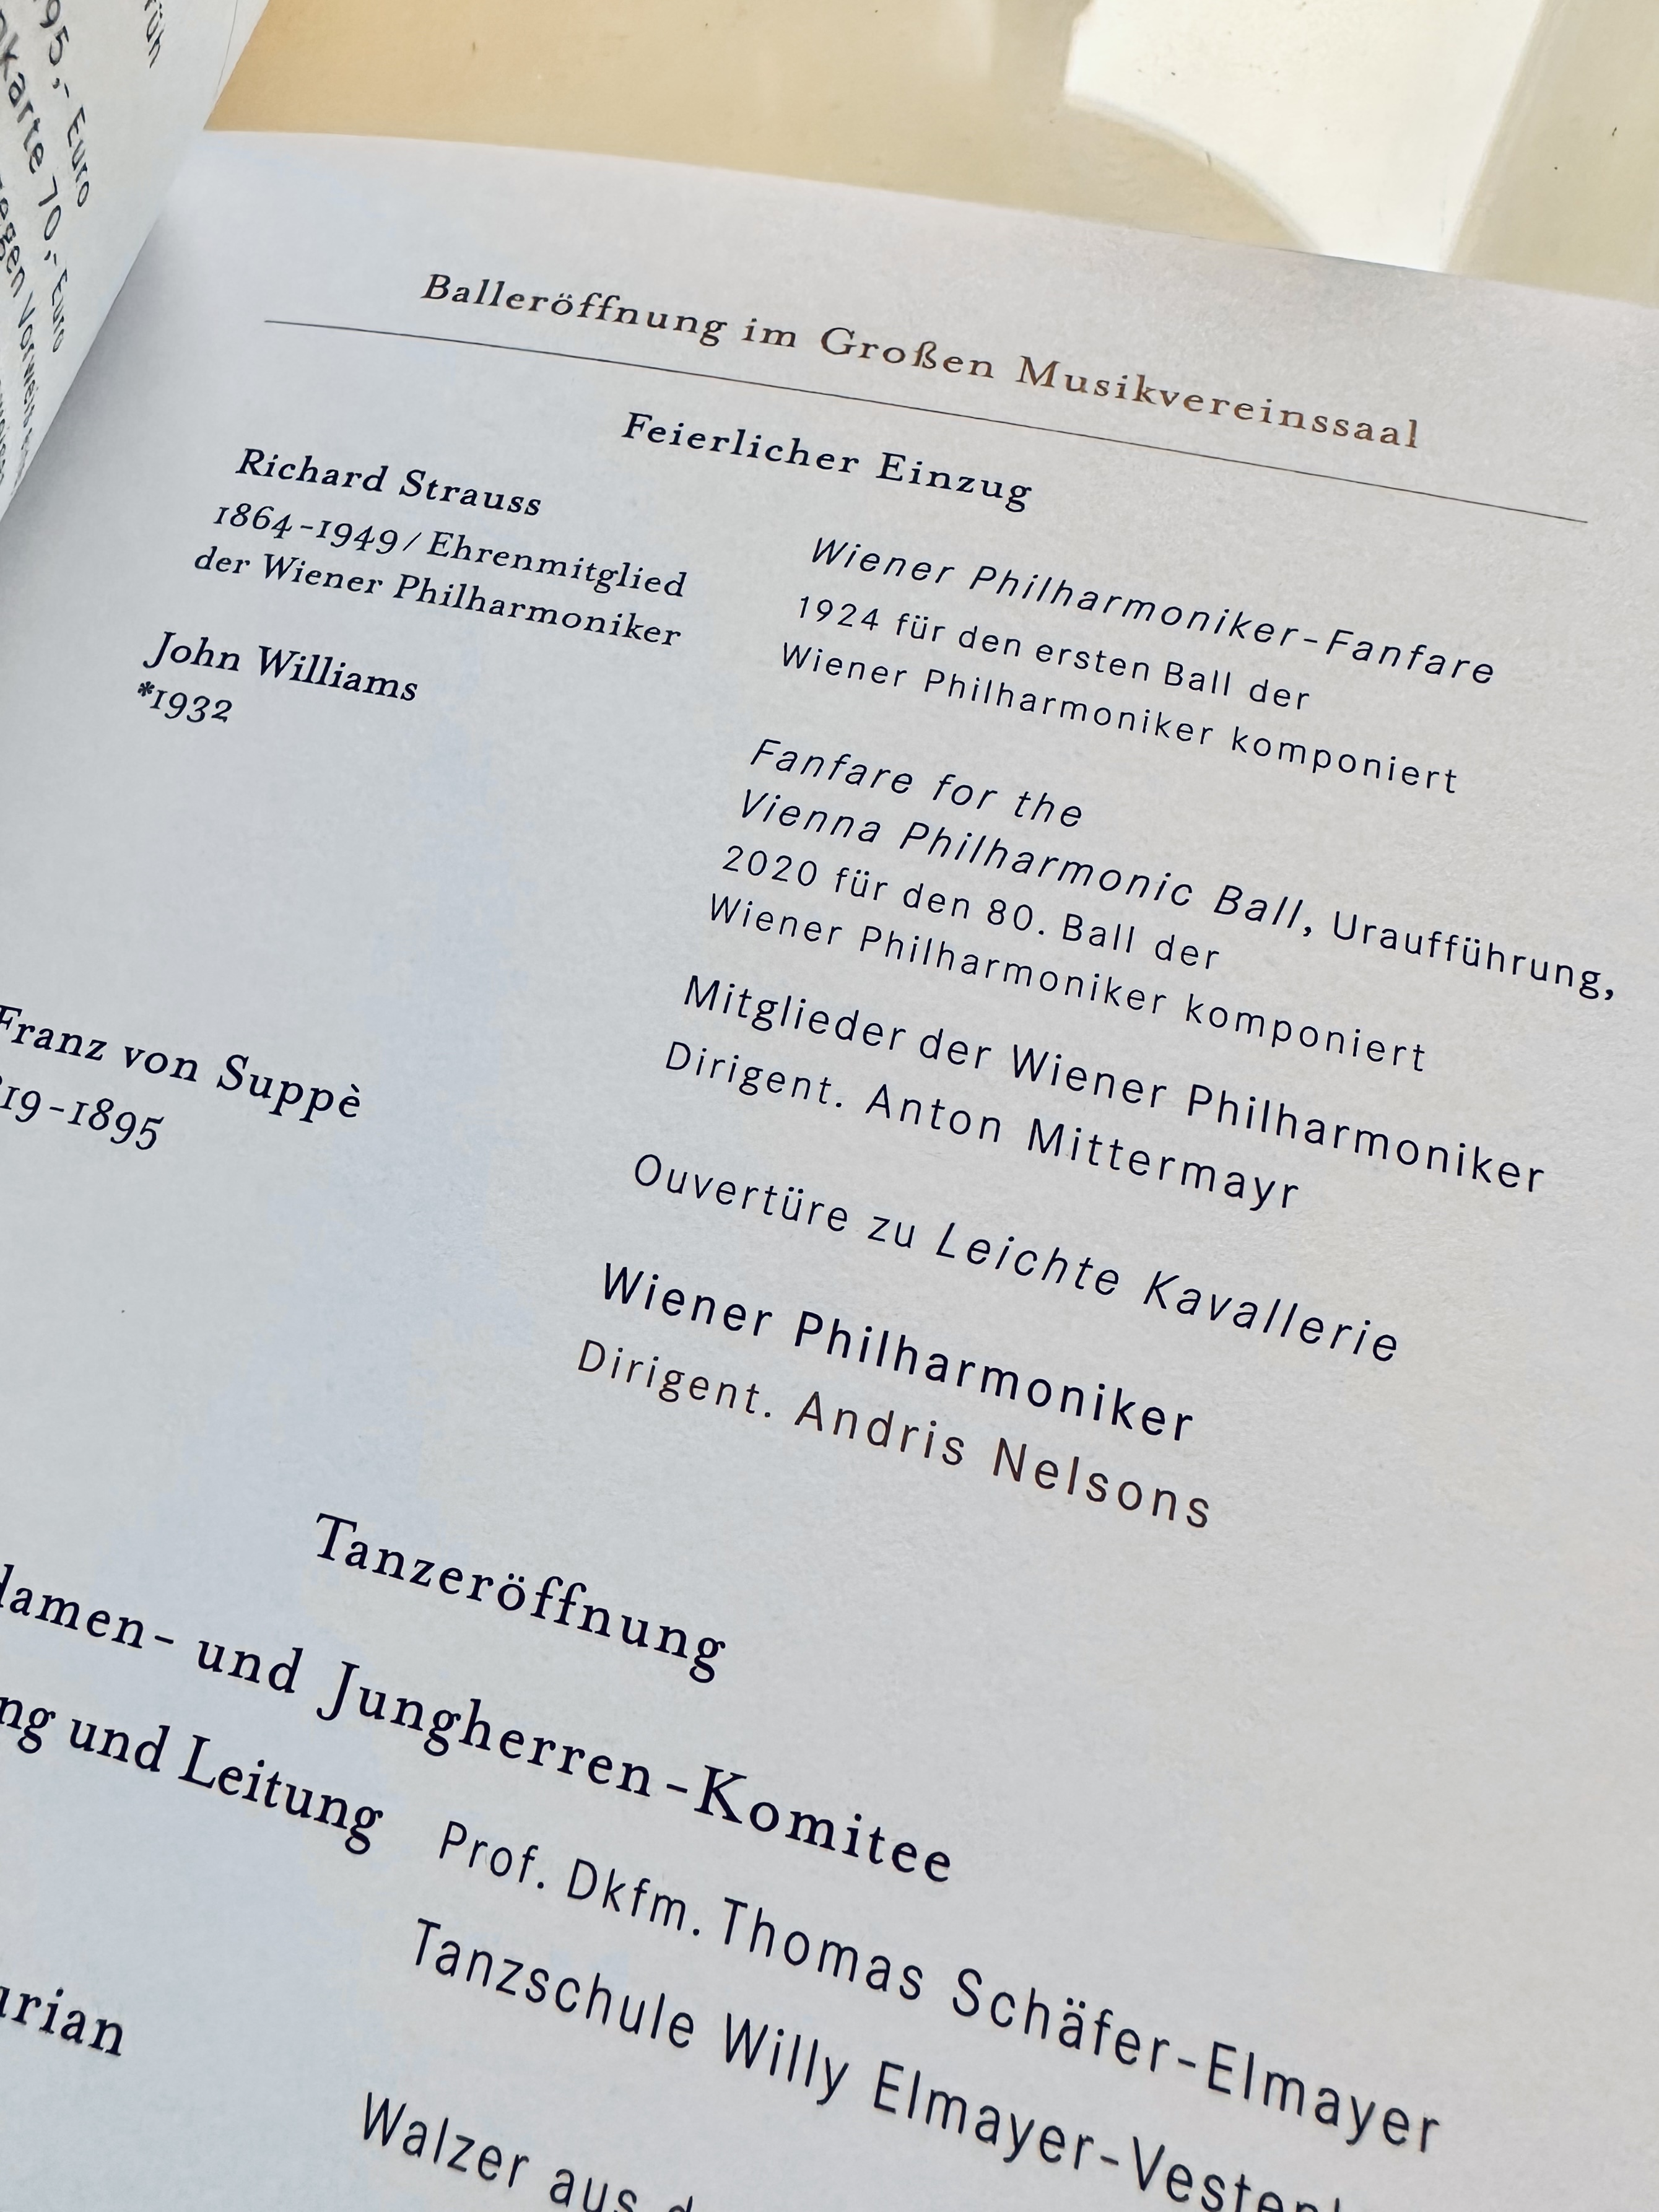 95,- Euro
70,- Euro
Balleröffnung im Großen Musikvereinssaal
Feierlicher Einzug
Richard Strauss
1864-1949 / Ehrenmitglied
der Wiener Philharmoniker
Wiener Philharmoniker-Fanfare
1924 für den ersten Ball der
Wiener Philharmoniker komponiert
John Williams
*1932
Fanfare for the
Vienna Philharmonic Ball, Uraufführung,
2020 für den 80. Ball der
Wiener Philharmoniker komponiert
Mitglieder der Wiener Philharmoniker
Dirigent. Anton Mittermayr
Franz von Suppè
19-1895
Ouvertüre zu Leichte Kavallerie
Wiener Philharmoniker
Dirigent. Andris Nelsons
Tanzeröffnung
damen- und Jungherren-Komitee
ng und Leitung
Prof. Dkfm. Thomas Schäfer-Elmayer
Tanzschule Willy Elmayer-Vesten
urian
Walzer aus d